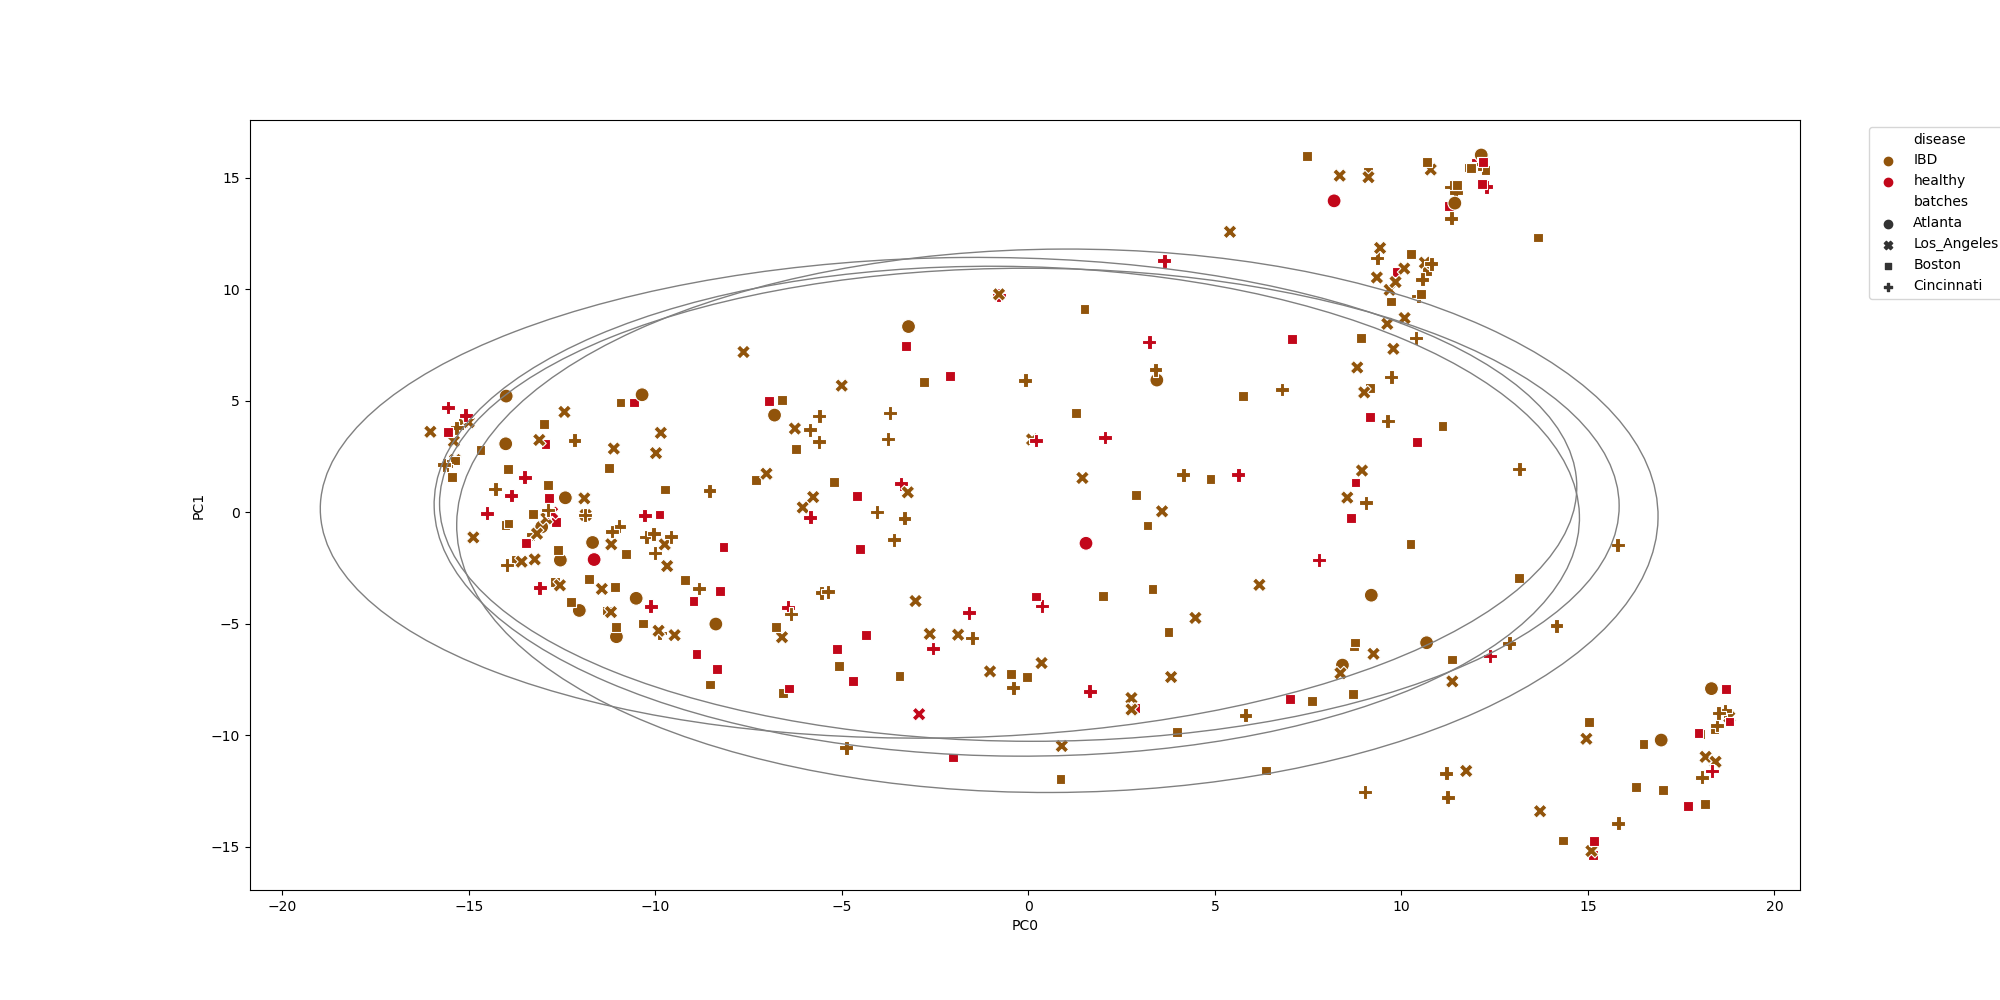 disease
IBD
healthy
batches
Atlanta
Los_Angeles
Boston
Cincinnati
15
10
5
0
−5
−10
−15
PC1
−20 −15 −10 −5 0 5 10 15 20
PC0